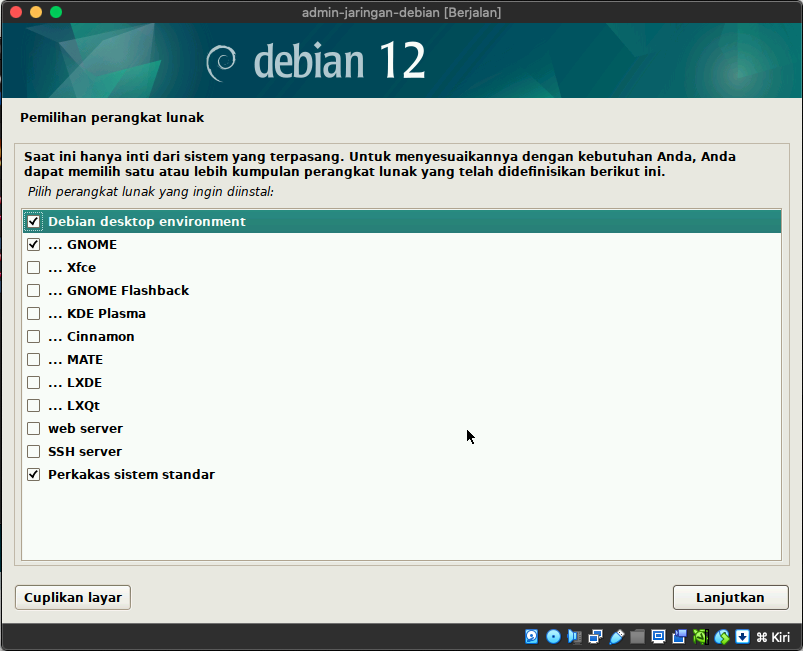 admin-jaringan-debian [Berjalan]
debian 12
Pemilihan perangkat lunak
Saat ini hanya inti dari sistem yang terpasang. Untuk menyesuaikannya dengan kebutuhan Anda, Anda
dapat memilih satu atau lebih kumpulan perangkat lunak yang telah didefinisikan berikut ini.
Pilih perangkat lunak yang ingin diinstal:
Debian desktop environment
... GNOME
... Xfce
... GNOME Flashback
... KDE Plasma
... Cinnamon
... MATE
... LXDE
... LXQt
web server
SSH server
Perkakas sistem standar
Cuplikan layar
Lanjutkan
⌘ Kiri